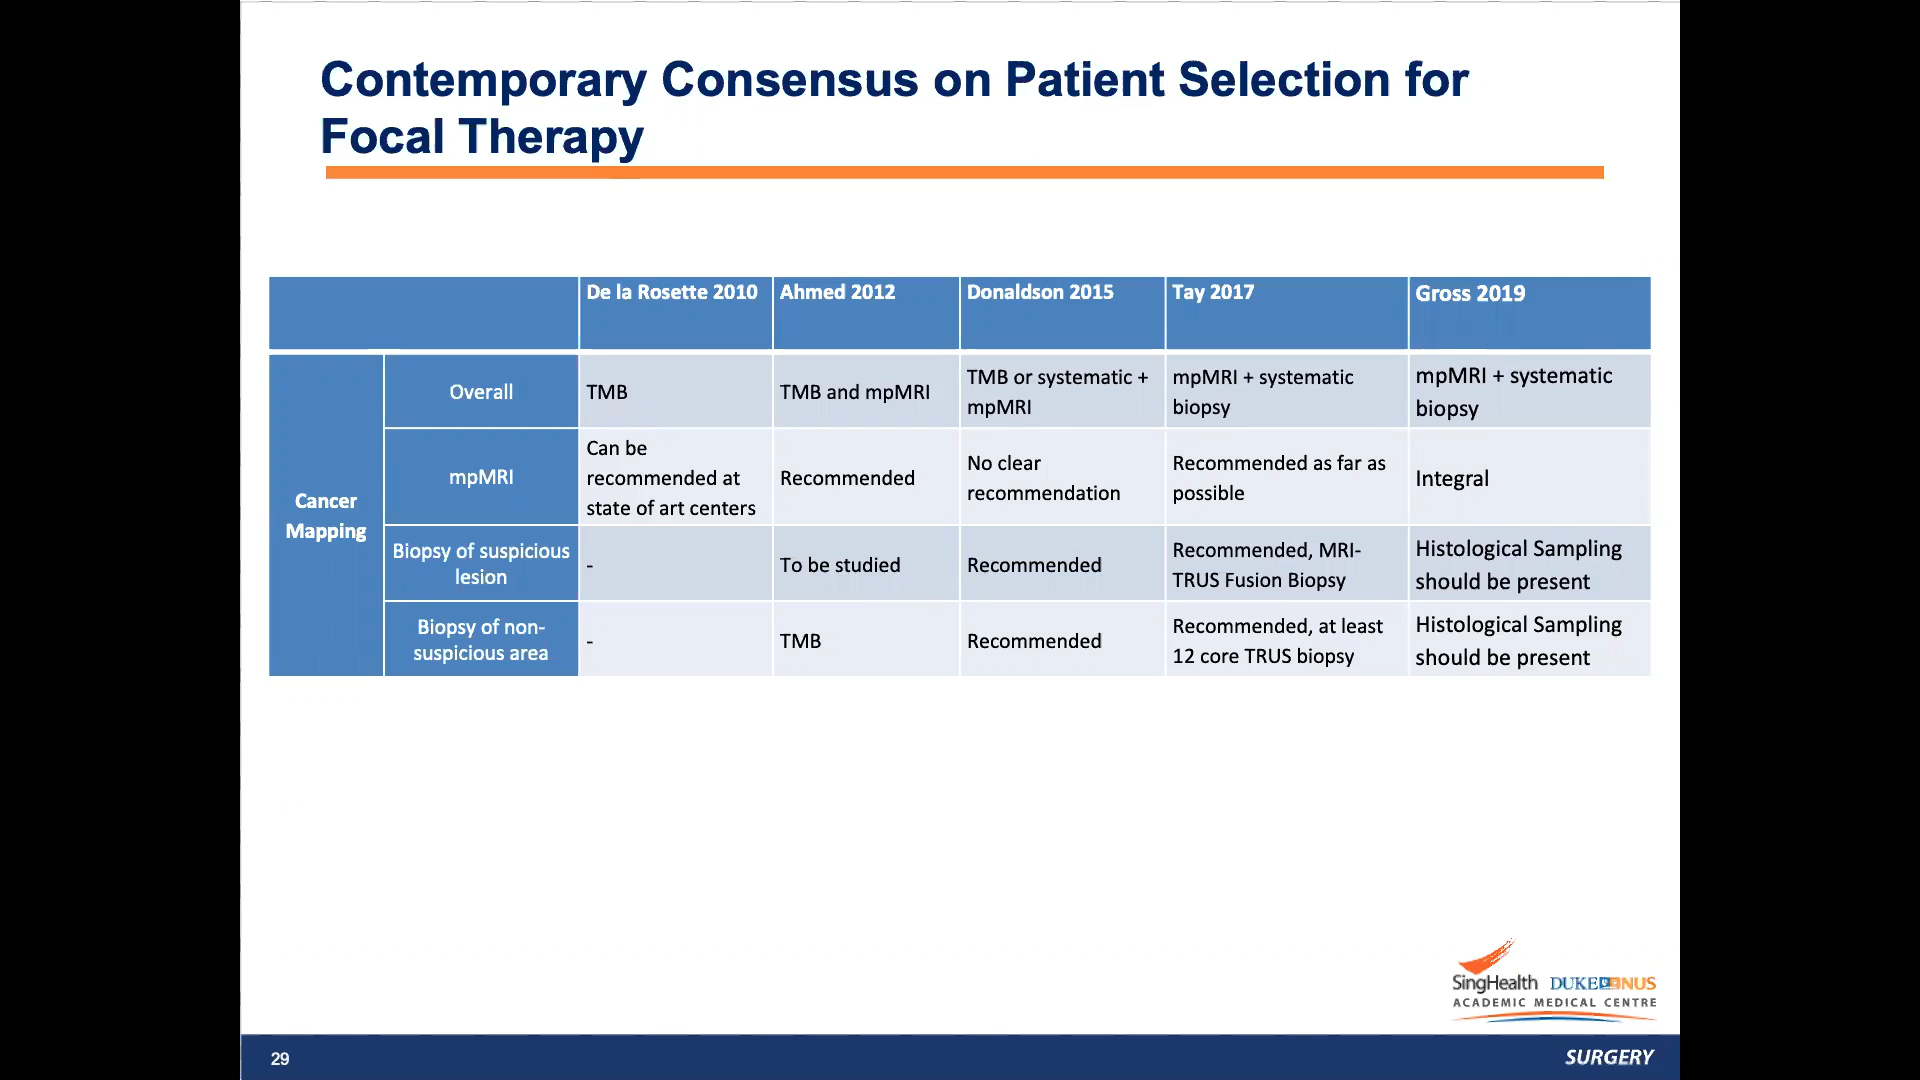 Contemporary Consensus on Patient Selection for
Focal Therapy
De la Rosette 2010 Ahmed 2012 Donaldson 2015 Tay 2017 Gross 2019
Cancer
Mapping
Overall
TMB
TMB and mpMRI
TMB or systematic +
mpMRI
mpMRI + systematic
biopsy
mpMRI + systematic
biopsy
mpMRI
Can be
recommended at
state of art centers
Recommended
No clear
recommendation
Recommended as far as
possible
Integral
Biopsy of suspicious
lesion
-
To be studied
Recommended
Recommended, MRI-
TRUS Fusion Biopsy
Histological Sampling
should be present
Biopsy of non-
suspicious area
-
TMB
Recommended
Recommended, at least
12 core TRUS biopsy
Histological Sampling
should be present
SingHealth DUKE NUS
ACADEMIC MEDICAL CENTRE
29
SURGERY